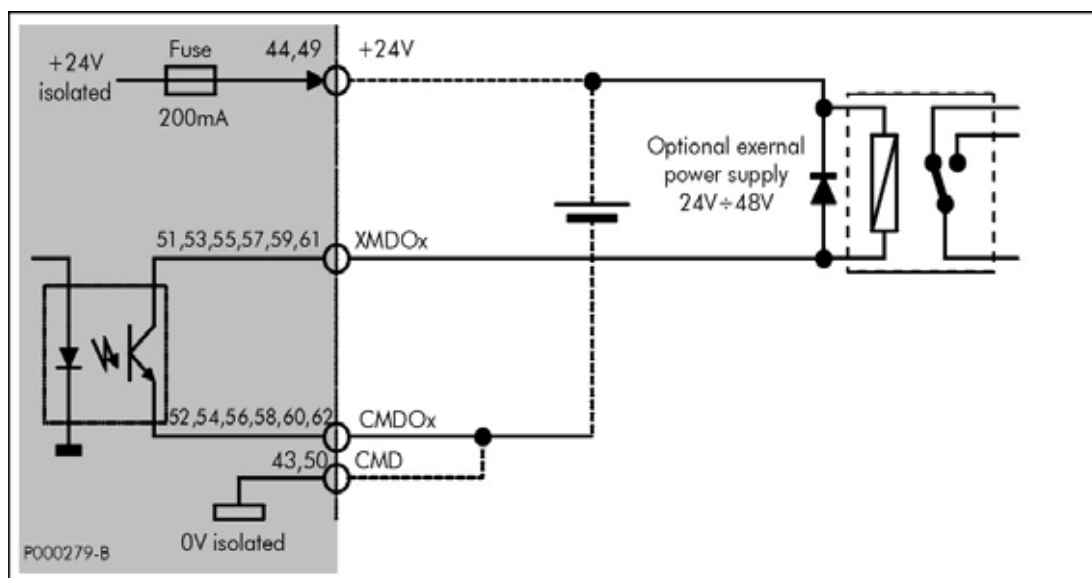 +24V
isolated
Fuse
200mA
44,49
+24V
Optional exernal
power supply
24V÷48V
51,53,55,57,59,61
XMDOx
52,54,56,58,60,62
CMDOx
43,50
CMD
0V isolated
P000279-B